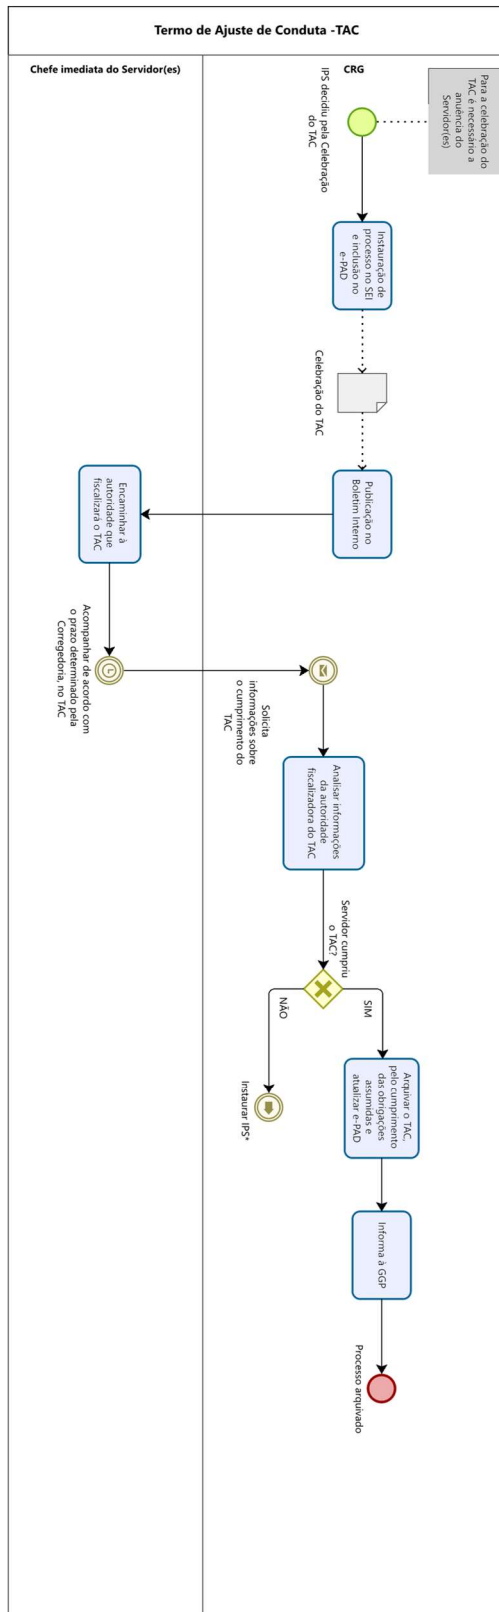 Termo de Ajuste de Conduta -TAC
Chefe imediata do Servidor(es)
CRG
Para a celebração do
TAC é necessário a
anuência do
Servidor(es)
IPS decidiu pela Celebração
do TAC
Instauração de
processo no SEI
e inclusão no
e-PAD
Celebração do TAC
Publicação no
Boletim Interno
Encaminhar à
autoridade que
fiscalizará o TAC
Acompanhar de acordo com
o prazo determinado pela
Corregedoria, no TAC
Solicita
informações sobre
o cumprimento do
TAC
Analisar informações
da autoridade
fiscalizadora do TAC
Servidor cumpriu
o TAC?
SIM
NÃO
Instaurar IPS*
Arquivar o TAC,
pelo cumprimento
das obrigações
assumidas e
atualizar e-PAD
Informa à GGP
Processo arquivado